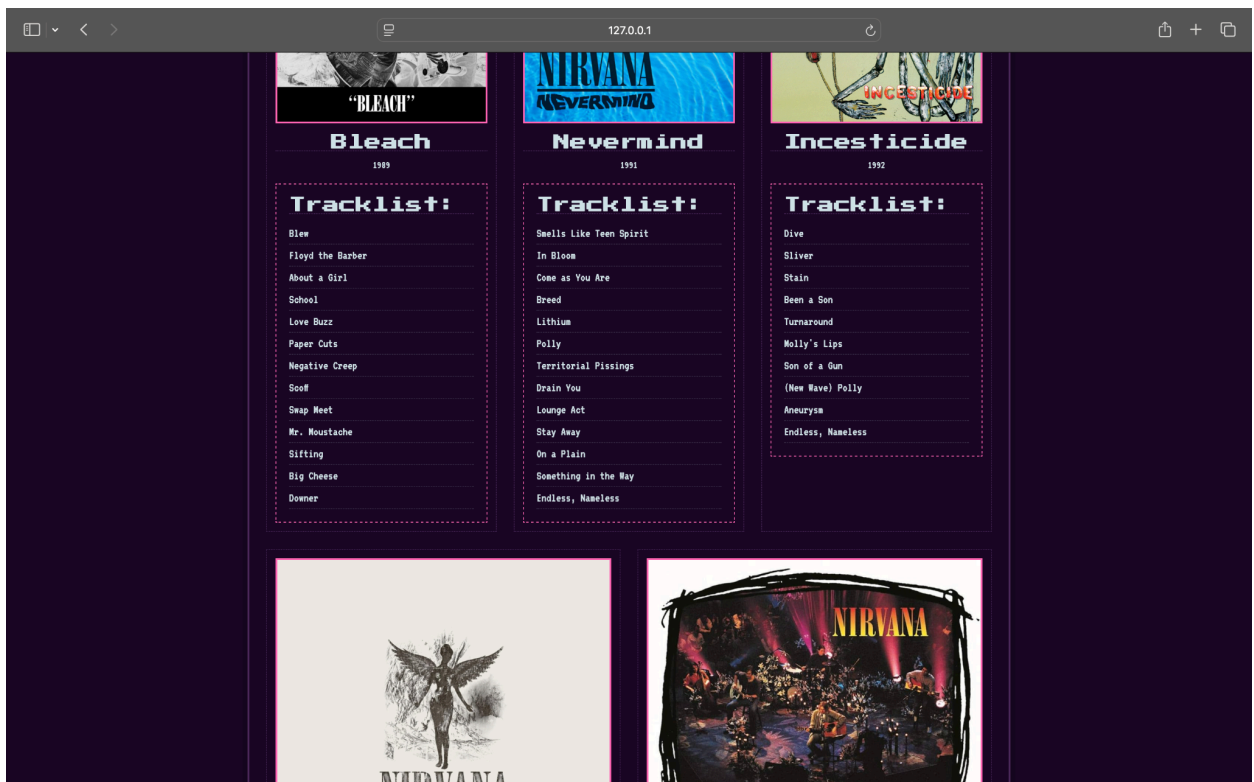 127.0.0.1
"BLEACH"
NIRVANA
NEVERMIND
INCESTICIDE
Bleach
1989
Tracklist:
Blew
Floyd the Barber
About a Girl
School
Love Buzz
Paper Cuts
Negative Creep
Scoff
Swap Meet
Mr. Moustache
Sifting
Big Cheese
Downer
Nevermind
1991
Tracklist:
Smells Like Teen Spirit
In Bloom
Come as You Are
Breed
Lithium
Polly
Territorial Pissings
Drain You
Lounge Act
Stay Away
On a Plain
Something in the Way
Endless, Nameless
Incesticide
1992
Tracklist:
Dive
Sliver
Stain
Been a Son
Turnaround
Molly's Lips
Son of a Gun
(New Wave) Polly
Aneurysm
Endless, Nameless
NIRVANA
NIRVANA